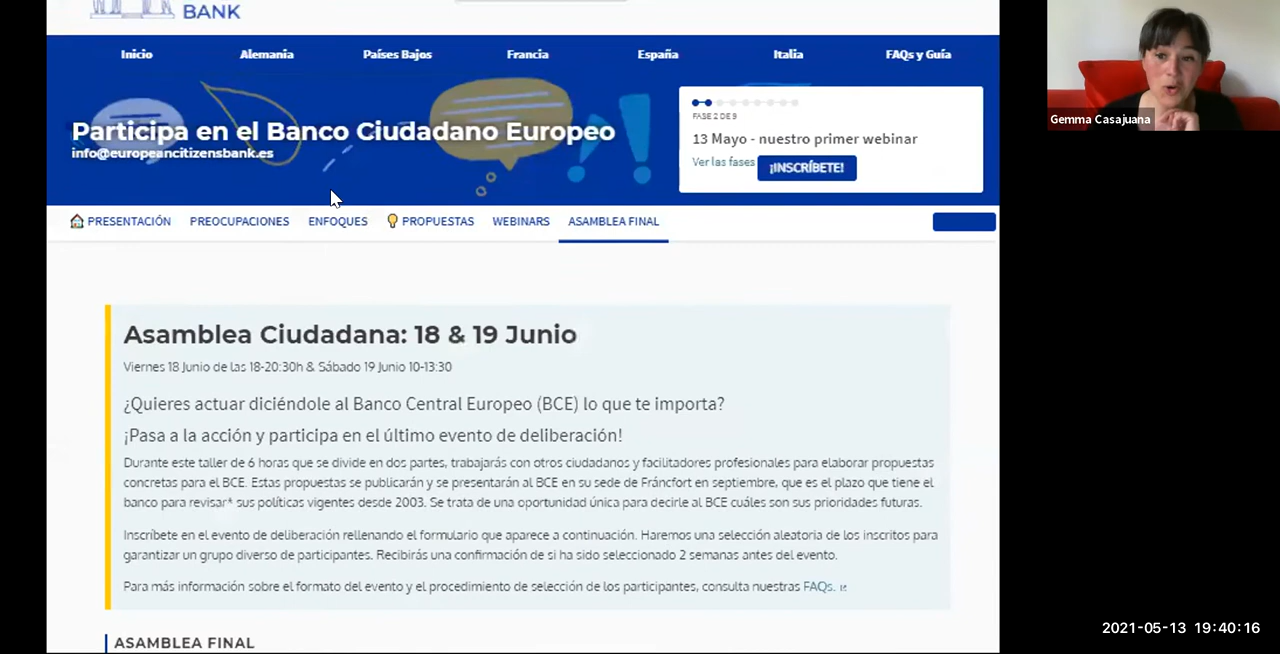 BANK
Inicio Alemania Países Bajos Francia España Italia FAQs y Guía
Participa en el Banco Ciudadano Europeo
info@europeancitizensbank.es
FASE 2 DE 9
13 Mayo - nuestro primer webinar
Ver las fases ¡INSCRÍBETE!
PRESENTACIÓN PREOCUPACIONES ENFOQUES PROPUESTAS WEBINARS ASAMBLEA FINAL
Asamblea Ciudadana: 18 & 19 Junio
Viernes 18 Junio de las 18-20:30h & Sábado 19 Junio 10-13:30
¿Quieres actuar diciéndole al Banco Central Europeo (BCE) lo que te importa?
¡Pasa a la acción y participa en el último evento de deliberación!
Durante este taller de 6 horas que se divide en dos partes, trabajarás con otros ciudadanos y facilitadores profesionales para elaborar propuestas
concretas para el BCE. Estas propuestas se publicarán y se presentarán al BCE en su sede de Fráncfort en septiembre, que es el plazo que tiene el
banco para revisar* sus políticas vigentes desde 2003. Se trata de una oportunidad única para decirle al BCE cuáles son sus prioridades futuras.
Inscríbete en el evento de deliberación rellenando el formulario que aparece a continuación. Haremos una selección aleatoria de los inscritos para
garantizar un grupo diverso de participantes. Recibirás una confirmación de si ha sido seleccionado 2 semanas antes del evento.
Para más información sobre el formato del evento y el procedimiento de selección de los participantes, consulta nuestras FAQs.
ASAMBLEA FINAL
Gemma Casajuana
2021-05-13 19:40:16